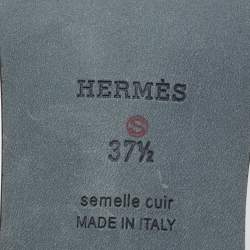 HERMÈS
S
37½
semelle cuir
MADE IN ITALY